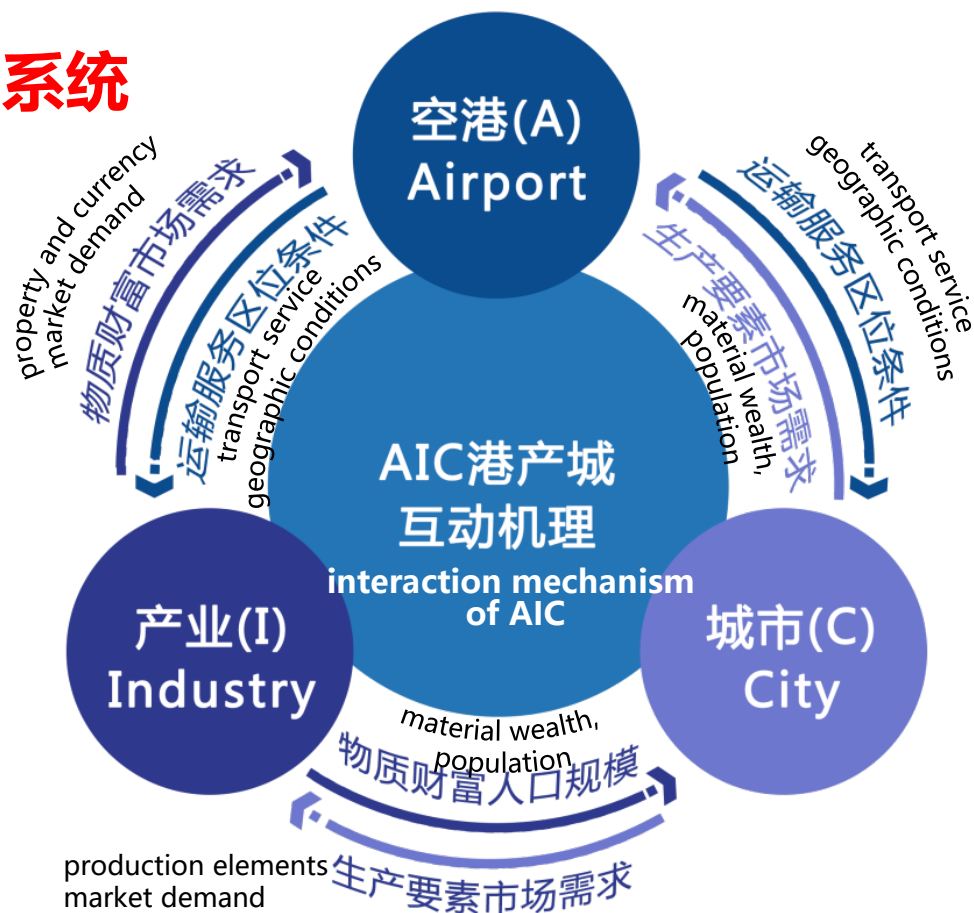 系统
空港(A)
Airport
property and currency
market demand
物质财富市场需求
运输服务区位条件
transport service
geographic conditions
transport service
geographic conditions
运输服务区位条件
生产要素市场需求
material wealth,
population
AIC港产城
互动机理
interaction mechanism
of AIC
产业(I)
Industry
城市(C)
City
material wealth,
population
物质财富人口规模
生产要素市场需求
production elements
market demand